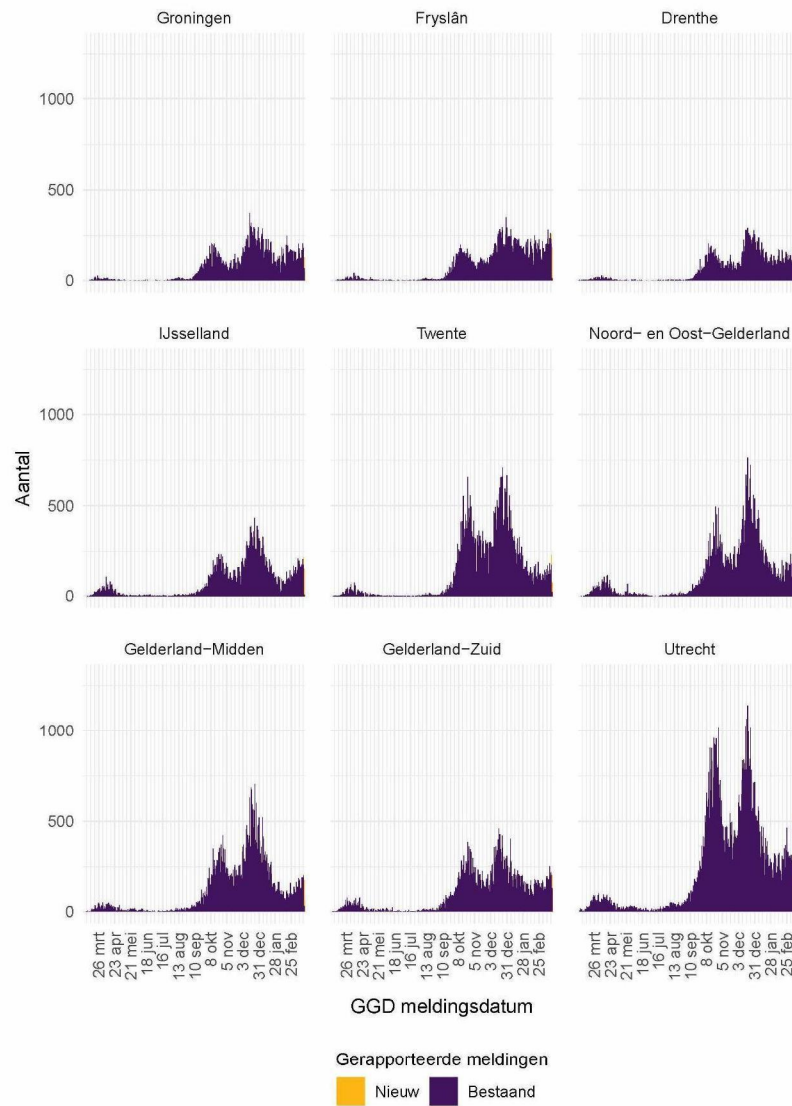 Groningen Fryslân Drenthe
1000
500
0
IJsselland Twente Noord− en Oost−Gelderland
1000
500
0
Aantal
Gelderland−Midden Gelderland−Zuid Utrecht
1000
500
0
26 mrt 23 apr 21 mei 18 jun 16 jul 13 aug 10 sep 8 okt 5 nov 3 dec 31 dec 28 jan 25 feb 26 mrt 23 apr 21 mei 18 jun 16 jul 13 aug 10 sep 8 okt 5 nov 3 dec 31 dec 28 jan 25 feb 26 mrt 23 apr 21 mei 18 jun 16 jul 13 aug 10 sep 8 okt 5 nov 3 dec 31 dec 28 jan 25 feb
GGD meldingsdatum
Gerapporteerde meldingen
Nieuw Bestaand